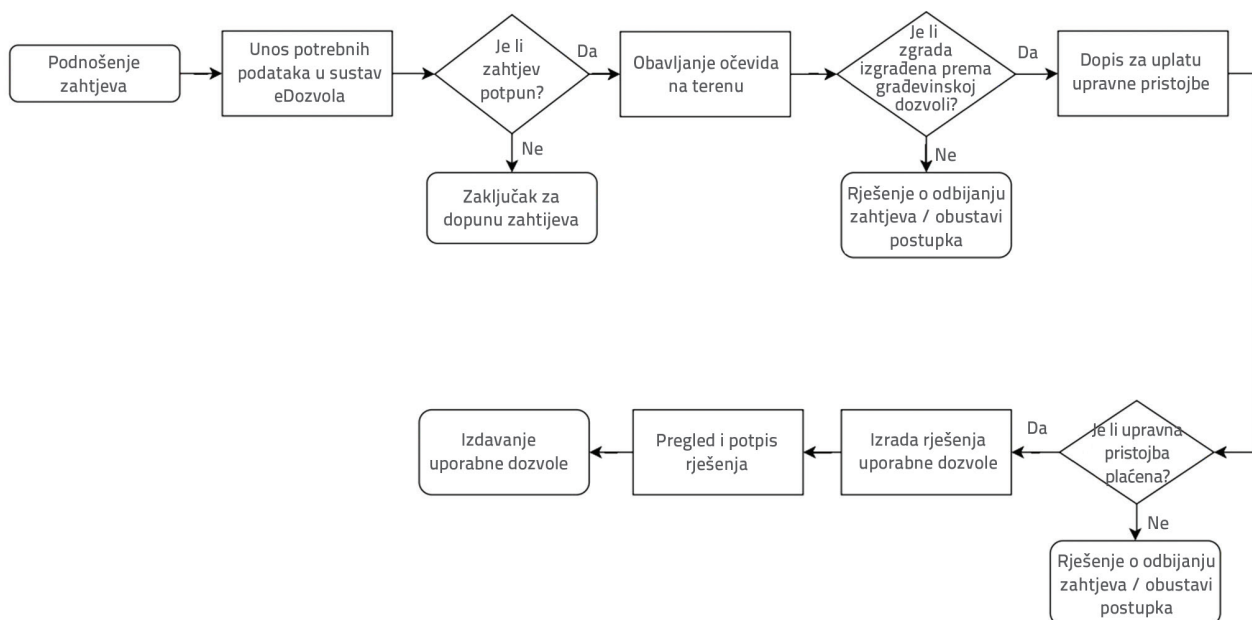 Podnošenje
zahtjeva
Unos potrebnih
podataka u sustav
eDozvola
Je li
zahtjev
potpun?
Da
Ne
Zaključak za
dopunu zahtijeva
Obavljanje očevida
na terenu
Je li
zgrada
izgrađena prema
građevinskoj
dozvoli?
Da
Ne
Rješenje o odbijanju
zahtjeva / obustavi
postupka
Dopis za uplatu
upravne pristojbe
Je li upravna
pristojba
plaćena?
Da
Ne
Rješenje o odbijanju
zahtjeva / obustavi
postupka
Izrada rješenja
uporabne dozvole
Pregled i potpis
rješenja
Izdavanje
uporabne dozvole